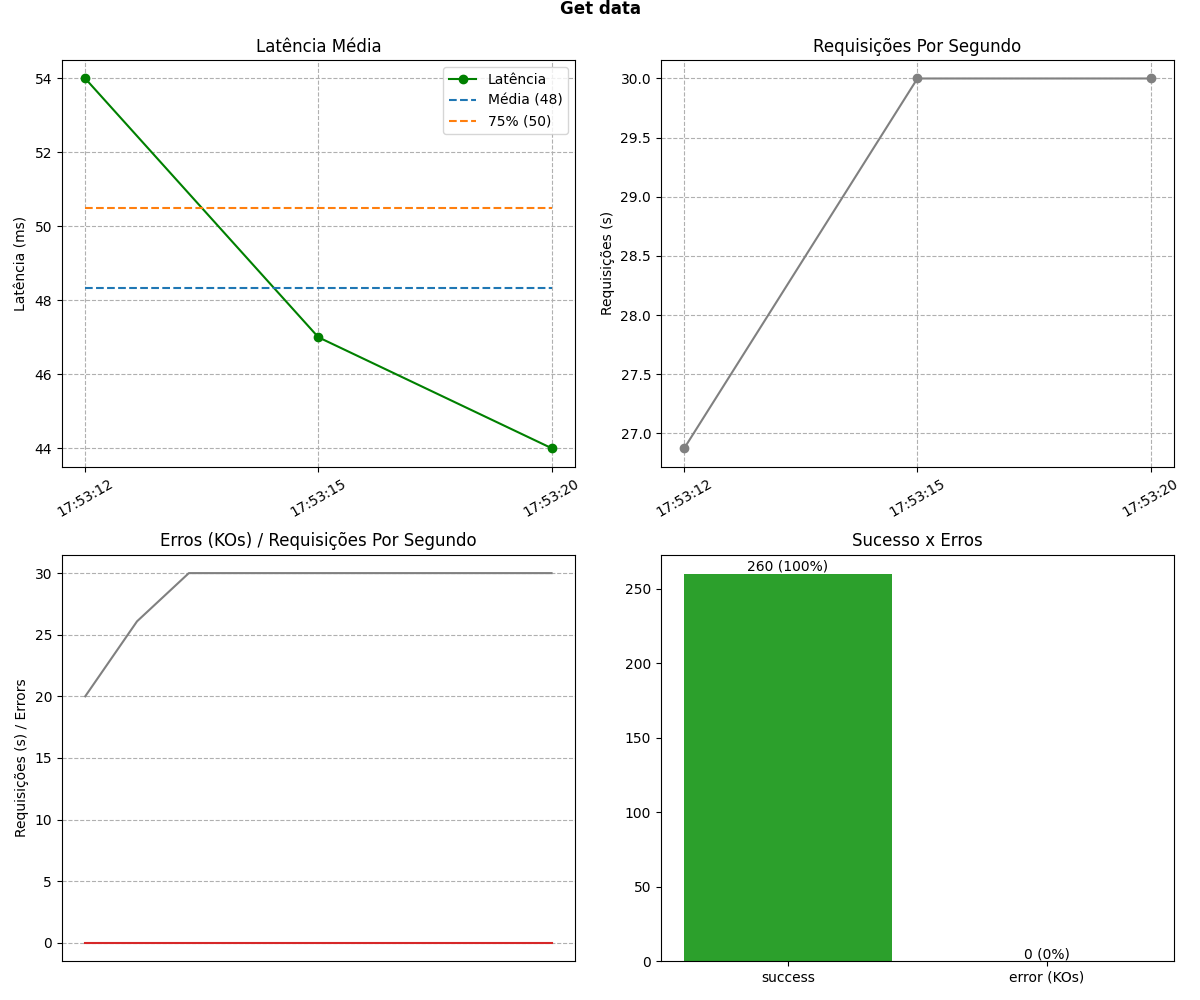 Get data
Latência Média
Latência (ms)
54
52
50
48
46
44
Latência
Média (48)
75% (50)
17:53:12
17:53:15
17:53:20
Requisições Por Segundo
Requisições (s)
30.0
29.5
29.0
28.5
28.0
27.5
27.0
17:53:12
17:53:15
17:53:20
Erros (KOs) / Requisições Por Segundo
Requisições (s) / Errors
30
25
20
15
10
5
0
Sucesso x Erros
250
200
150
100
50
0
260 (100%)
0 (0%)
success
error (KOs)